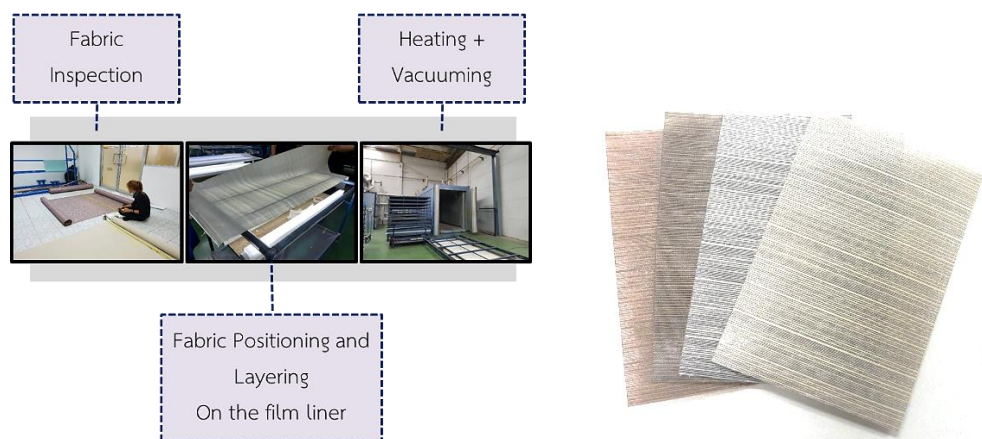 Fabric
Inspection
Heating +
Vacuuming
Fabric Positioning and
Layering
On the film liner